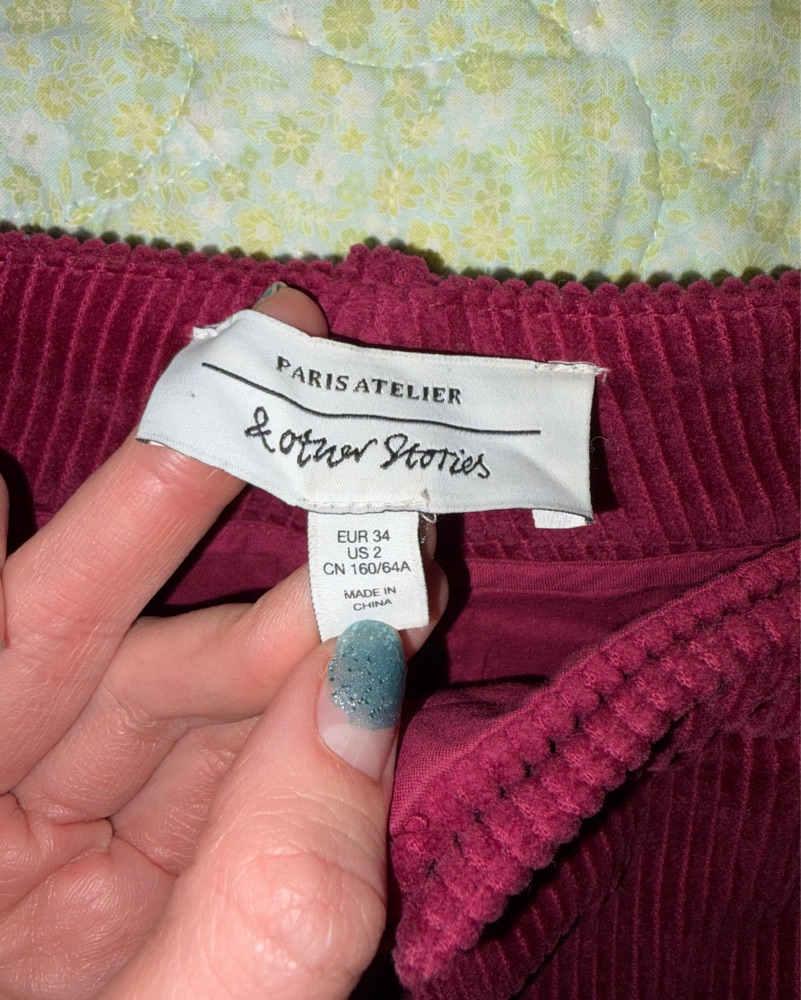 PARIS ATELIER
& other Stories
EUR 34
US 2
CN 160/64A
MADE IN
CHINA